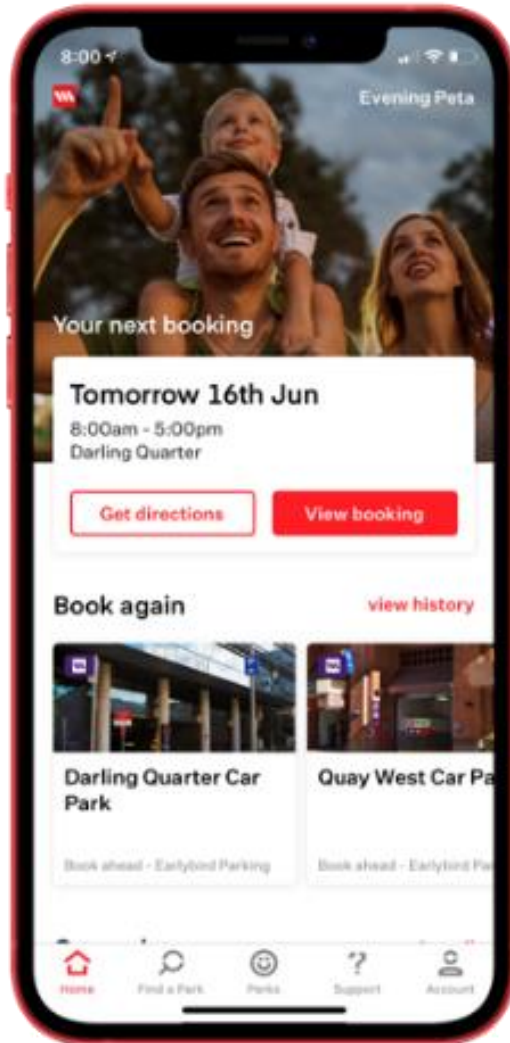 8:00
Evening Peta
Your next booking
Tomorrow 16th Jun
8:00am - 5:00pm
Darling Quarter
Get directions
View booking
Book again
view history
Darling Quarter Car
Park
Quay West Car Pa
Book ahead - Earlybird Parking
Book ahead - Earlybird Par
Home
Find a Park
Perks
Support
Account